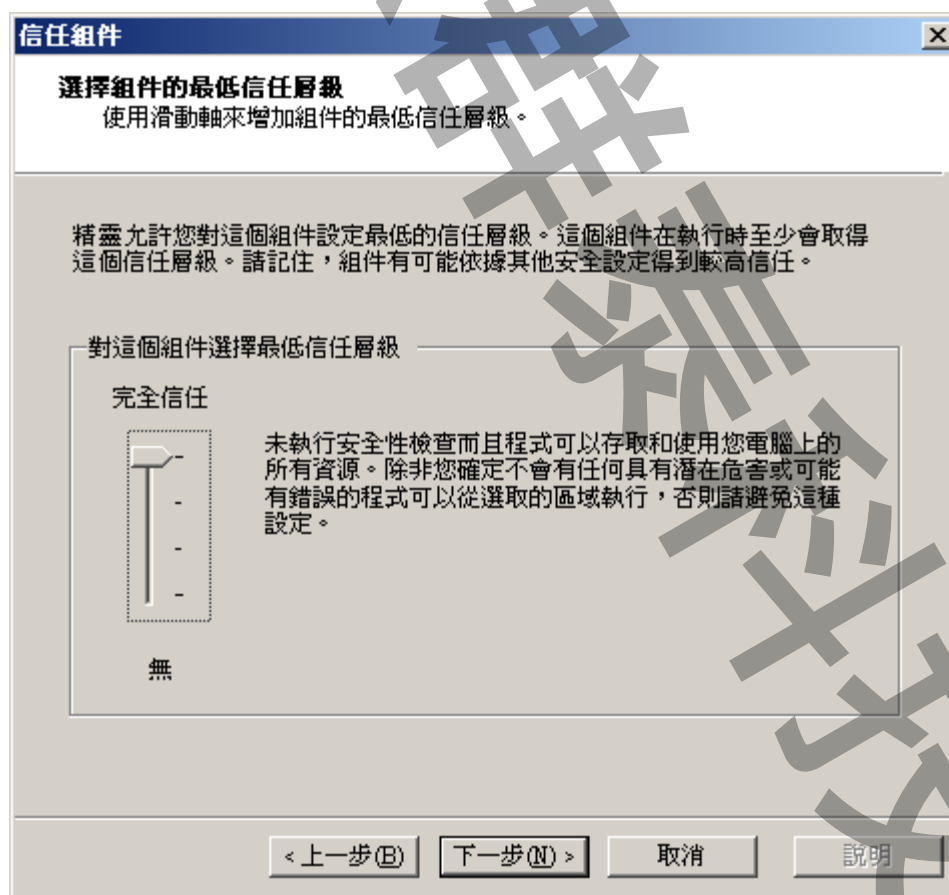 信任組件
選擇組件的最低信任層級
使用滑動軸來增加組件的最低信任層級。
精靈允許您對這個組件設定最低的信任層級。這個組件在執行時至少會取得
這個信任層級。請記住，組件有可能依據其他安全設定得到較高信任。
對這個組件選擇最低信任層級
完全信任
未執行安全性檢查而且程式可以存取和使用您電腦上的
所有資源。除非您確定不會有任何具有潛在危害或可能
有錯誤的程式可以從選取的區域執行，否則請避免這種
設定。
無
<上一步(B)
下一步(N) >
取消
說明